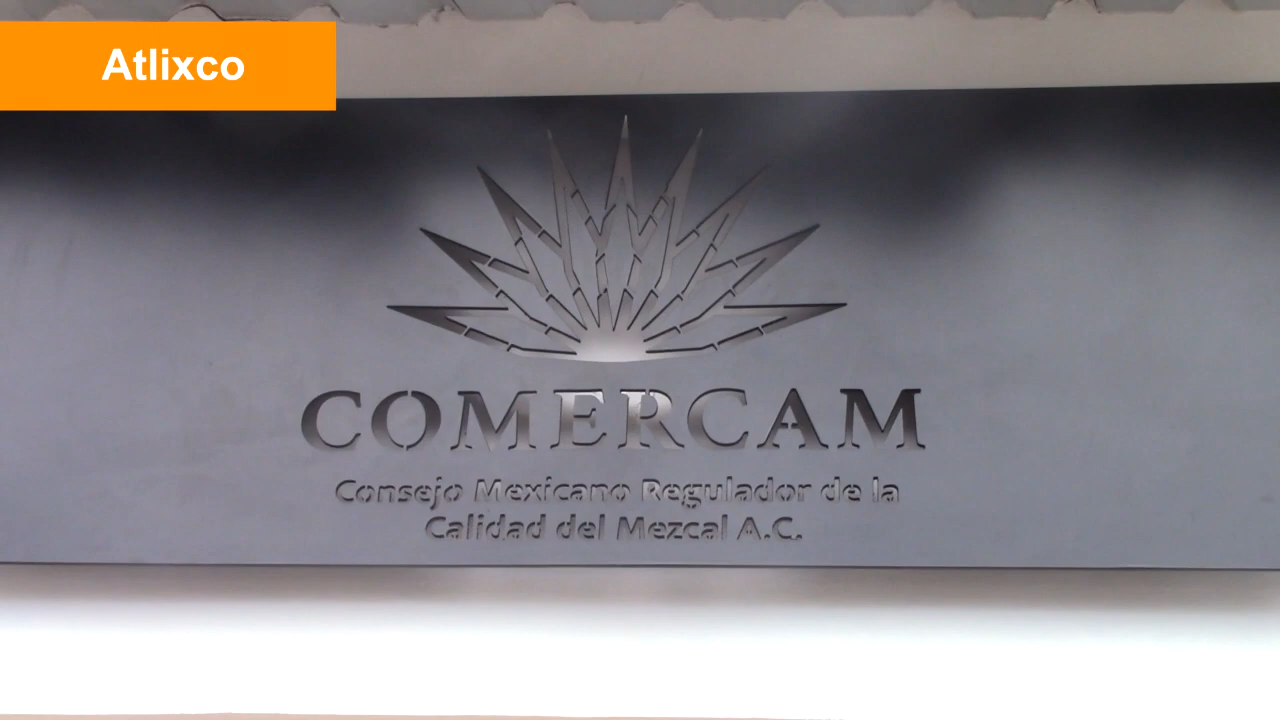 Atlixco
COMERCAM
Consejo Mexicano Regulador de la
Calidad del Mezcal A.C.